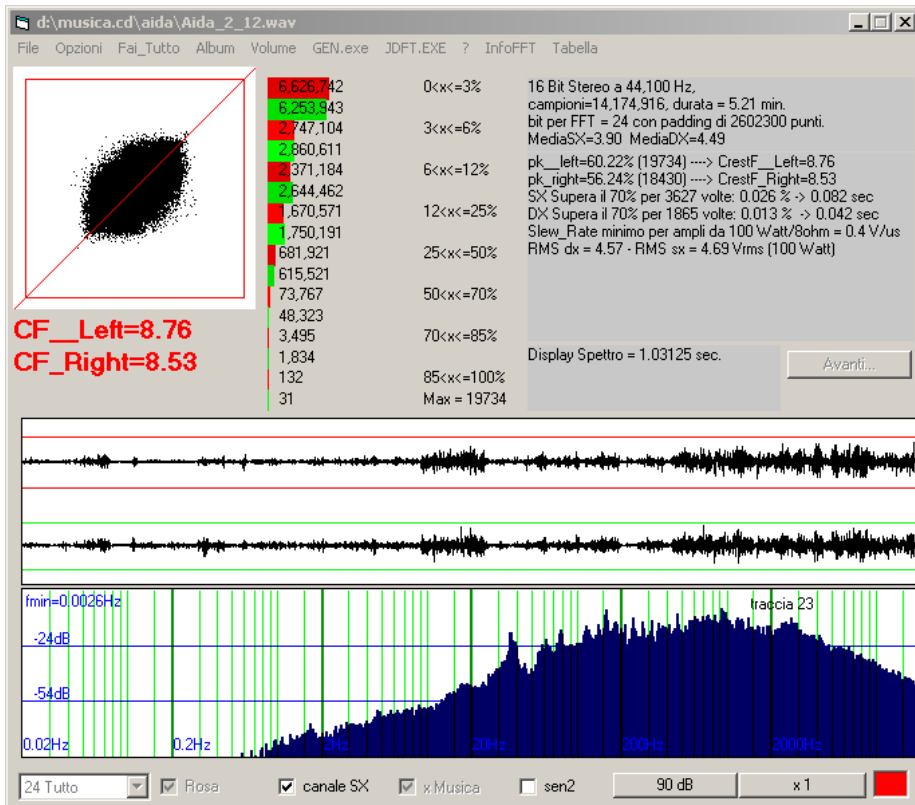 d:\musica.cd\aida\Aida_2_12.wav
File Opzioni Fai_Tutto Album Volume GEN.exe JDFT.EXE ? InfoFFT Tabella
6,626,742 0<x<=3%
6,253,943
2,747,104 3<x<=6%
2,860,611
2,371,184 6<x<=12%
2,644,462
1,670,571 12<x<=25%
1,750,191
681,921 25<x<=50%
615,521
73,767 50<x<=70%
48,323
3,495 70<x<=85%
1,834
132 85<x<=100%
31 Max = 19734
16 Bit Stereo a 44,100 Hz,
campioni=14,174,916, durata = 5.21 min.
bit per FFT = 24 con padding di 2602300 punti.
MediaSX=3.90 MediaDX=4.49
pk__left=60.22% (19734) ----> CrestF__Left=8.76
pk_right=56.24% (18430) ----> CrestF_Right=8.53
SX Supera il 70% per 3627 volte: 0.026 % -> 0.082 sec
DX Supera il 70% per 1865 volte: 0.013 % -> 0.042 sec
Slew_Rate minimo per ampli da 100 Watt/8ohm = 0.4 V/us
RMS dx = 4.57 - RMS sx = 4.69 Vrms (100 Watt)
CF__Left=8.76
CF_Right=8.53
Display Spettro = 1.03125 sec.
Avanti...
fmin=0.0026Hz
traccia 23
-24dB
-54dB
0.02Hz 0.2Hz 2Hz 20Hz 200Hz 2000Hz
24 Tutto Rosa canale SX x Musica sen2 90 dB x 1